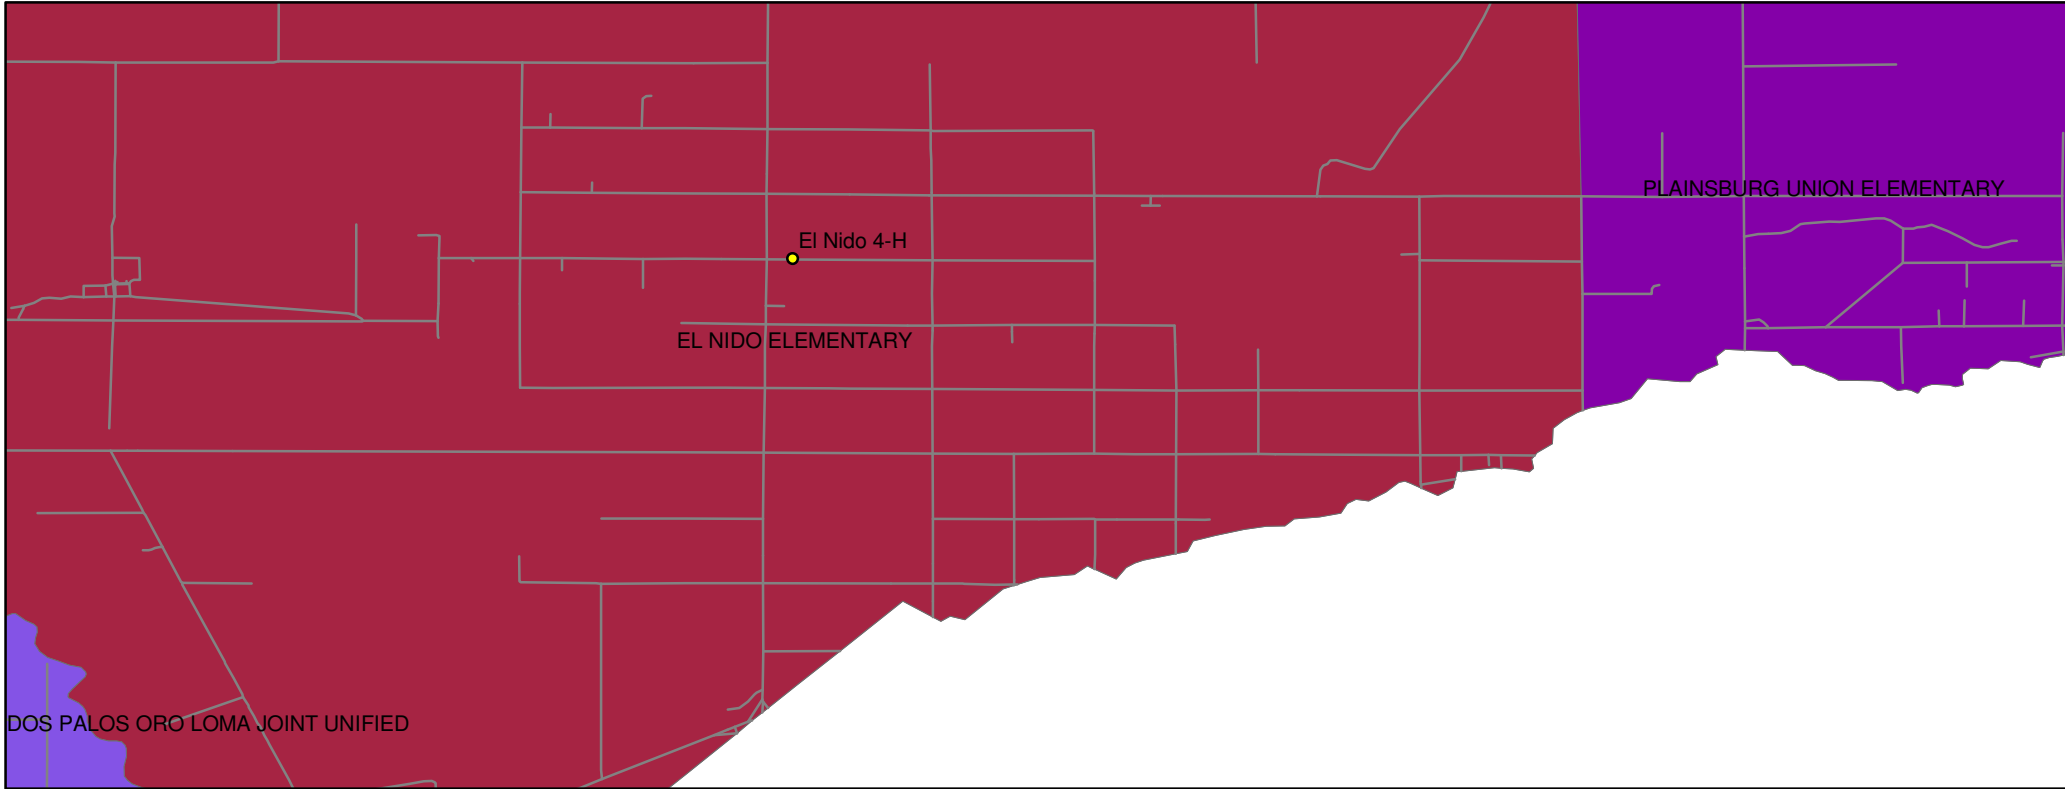 PLAINSBURG UNION ELEMENTARY
El Nido 4-H
EL NIDO ELEMENTARY
DOS PALOS ORO LOMA JOINT UNIFIED